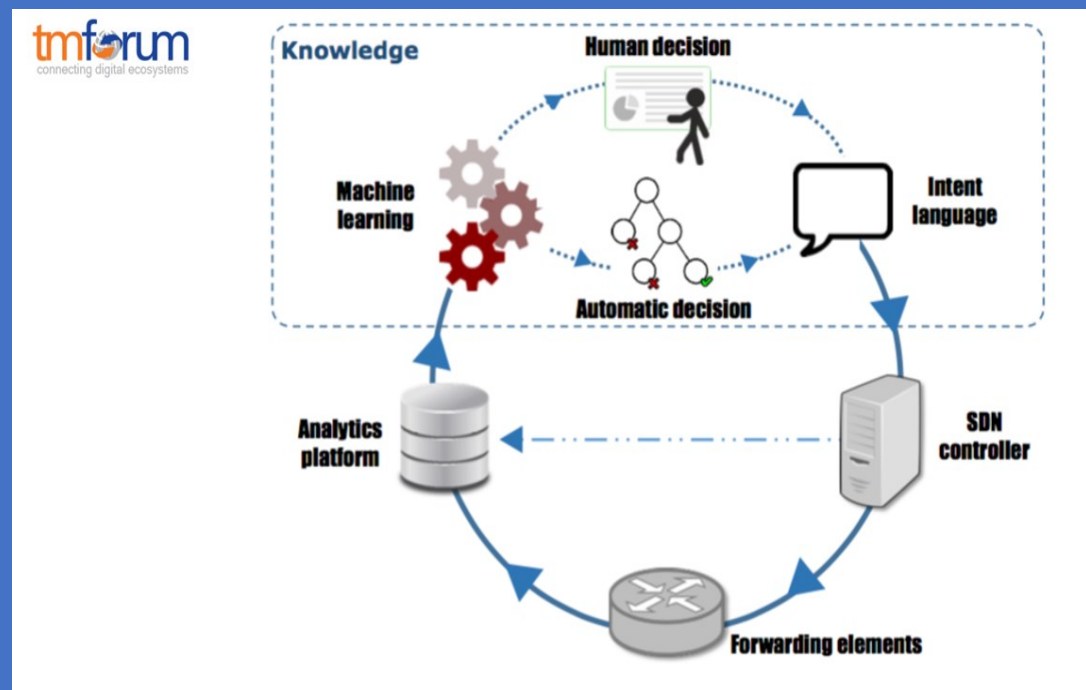 tmforum
connecting digital ecosystems
Knowledge
Human decision
Machine
learning
Intent
language
Automatic decision
Analytics
platform
SDN
controller
Forwarding elements